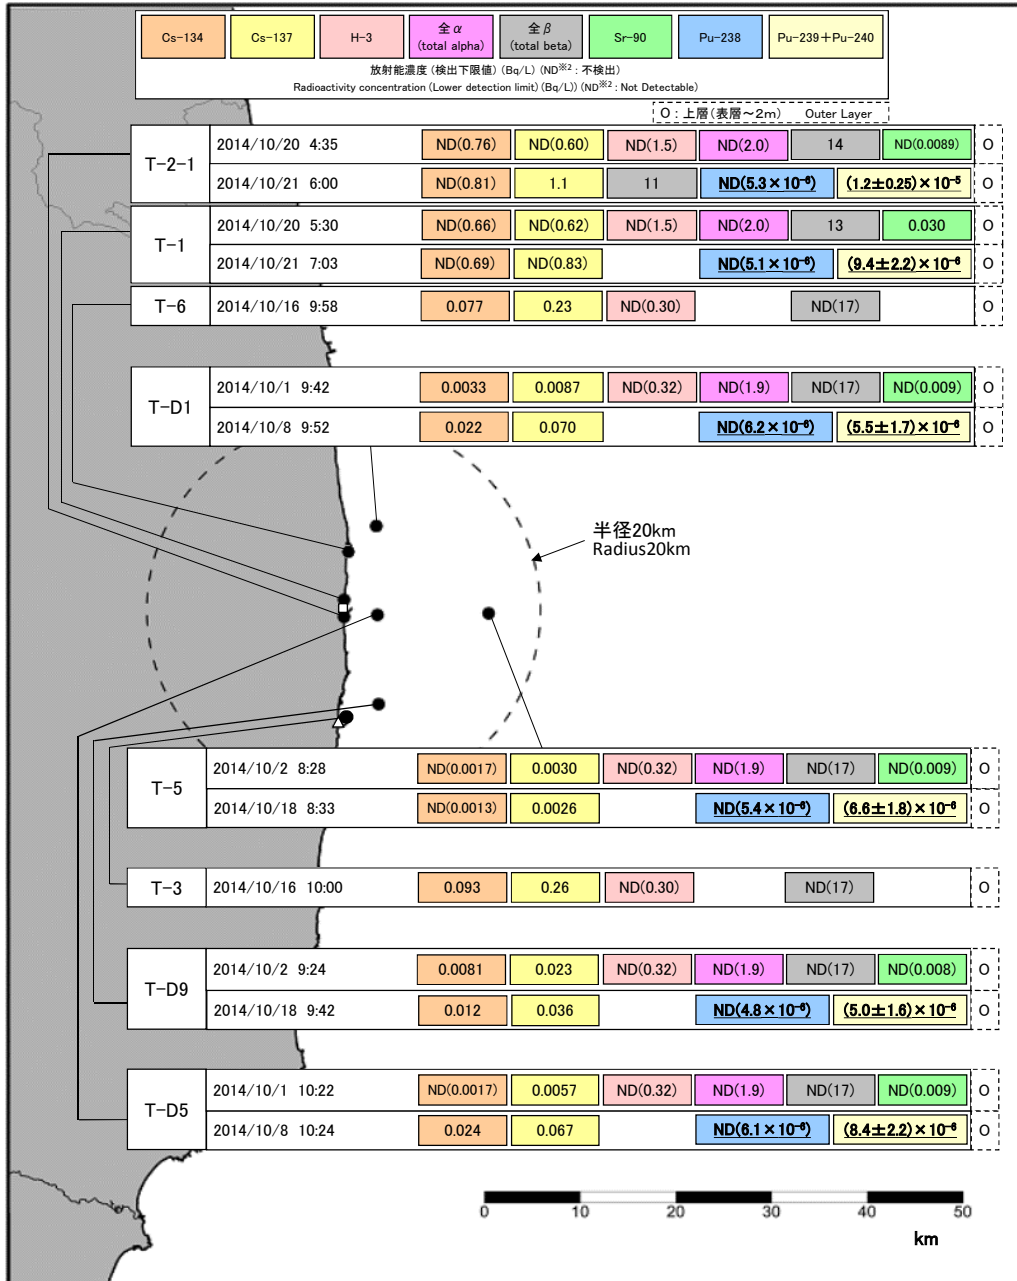 Cs-134 Cs-137 H-3 全α (total alpha) 全β (total beta) Sr-90 Pu-238 Pu-239+Pu-240
放射能濃度(検出下限値)(Bq/L)(ND※2:不検出)
Radioactivity concentration (Lower detection limit) (Bq/L)) (ND※2 : Not Detectable)
O:上層(表層~2m) Outer Layer
T-2-1
2014/10/20 4:35 ND(0.76) ND(0.60) ND(1.5) ND(2.0) 14 ND(0.0089) O
2014/10/21 6:00 ND(0.81) 1.1 11 ND(5.3×10⁻⁶) (1.2±0.25)×10⁻⁵ O
T-1
2014/10/20 5:30 ND(0.66) ND(0.62) ND(1.5) ND(2.0) 13 0.030 O
2014/10/21 7:03 ND(0.69) ND(0.83) ND(5.1×10⁻⁶) (9.4±2.2)×10⁻⁶ O
T-6 2014/10/16 9:58 0.077 0.23 ND(0.30) ND(17) O
T-D1
2014/10/1 9:42 0.0033 0.0087 ND(0.32) ND(1.9) ND(17) ND(0.009) O
2014/10/8 9:52 0.022 0.070 ND(6.2×10⁻⁶) (5.5±1.7)×10⁻⁶ O
半径20km
Radius20km
T-5
2014/10/2 8:28 ND(0.0017) 0.0030 ND(0.32) ND(1.9) ND(17) ND(0.009) O
2014/10/18 8:33 ND(0.0013) 0.0026 ND(5.4×10⁻⁶) (6.6±1.8)×10⁻⁶ O
T-3 2014/10/16 10:00 0.093 0.26 ND(0.30) ND(17) O
T-D9
2014/10/2 9:24 0.0081 0.023 ND(0.32) ND(1.9) ND(17) ND(0.008) O
2014/10/18 9:42 0.012 0.036 ND(4.8×10⁻⁶) (5.0±1.6)×10⁻⁶ O
T-D5
2014/10/1 10:22 ND(0.0017) 0.0057 ND(0.32) ND(1.9) ND(17) ND(0.009) O
2014/10/8 10:24 0.024 0.067 ND(6.1×10⁻⁶) (8.4±2.2)×10⁻⁶ O
0 10 20 30 40 50
km